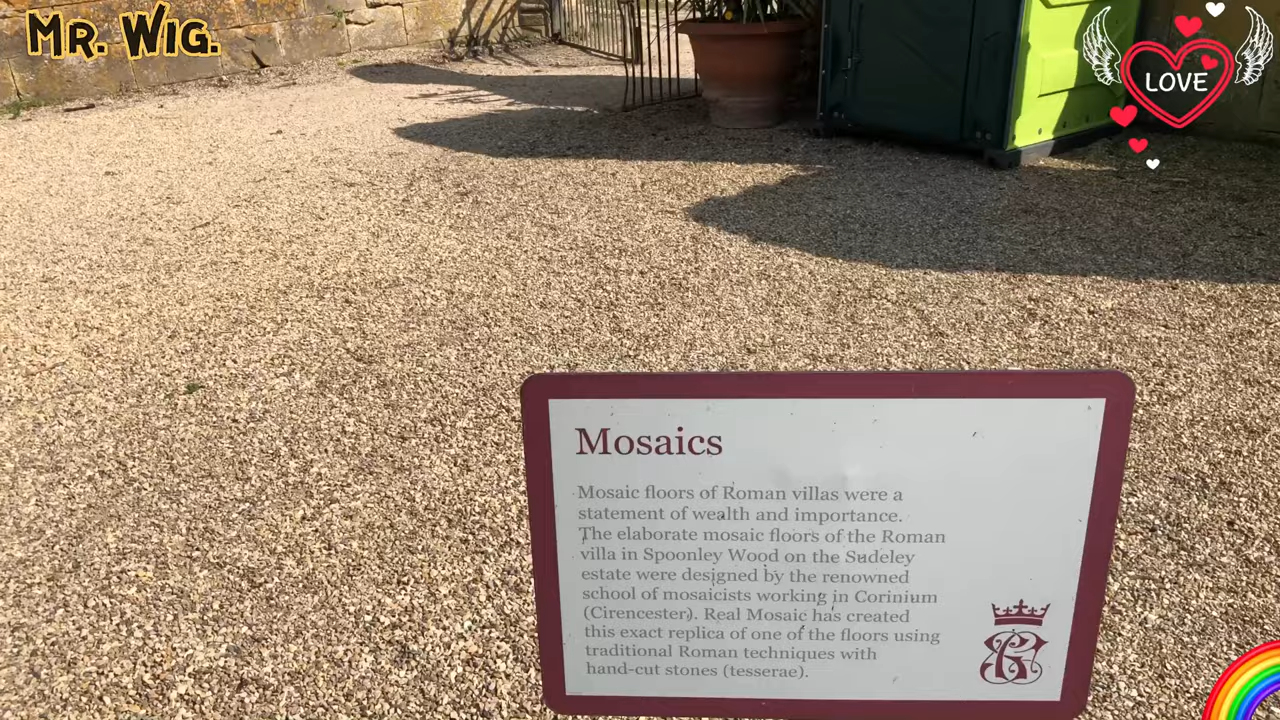 MR. WIG.
LOVE
Mosaics
Mosaic floors of Roman villas were a
statement of wealth and importance.
The elaborate mosaic floors of the Roman
villa in Spoonley Wood on the Sudeley
estate were designed by the renowned
school of mosaicists working in Corinium
(Cirencester). Real Mosaic has created
this exact replica of one of the floors using
traditional Roman techniques with
hand-cut stones (tesserae).